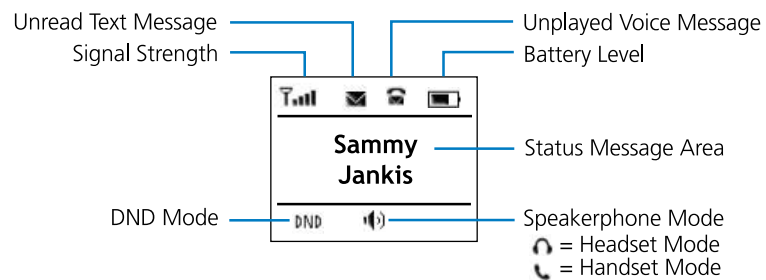 Unread Text Message
Unplayed Voice Message
Signal Strength
Battery Level
Sammy
Jankis
Status Message Area
DND Mode
DND
Speakerphone Mode
= Headset Mode
= Handset Mode